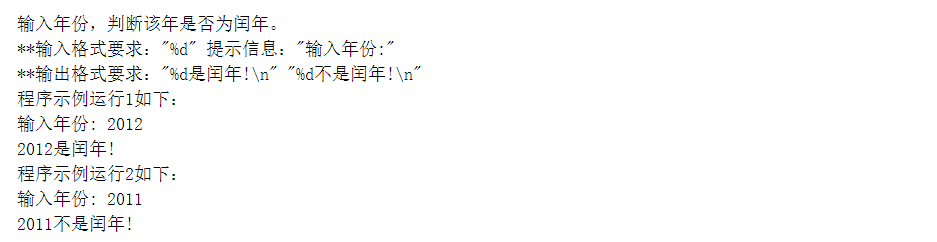 输入年份，判断该年是否为闰年。
**输入格式要求："%d" 提示信息："输入年份:"
**输出格式要求："%d是闰年!\n" "%d不是闰年!\n"
程序示例运行1如下：
输入年份: 2012
2012是闰年!
程序示例运行2如下：
输入年份: 2011
2011不是闰年!